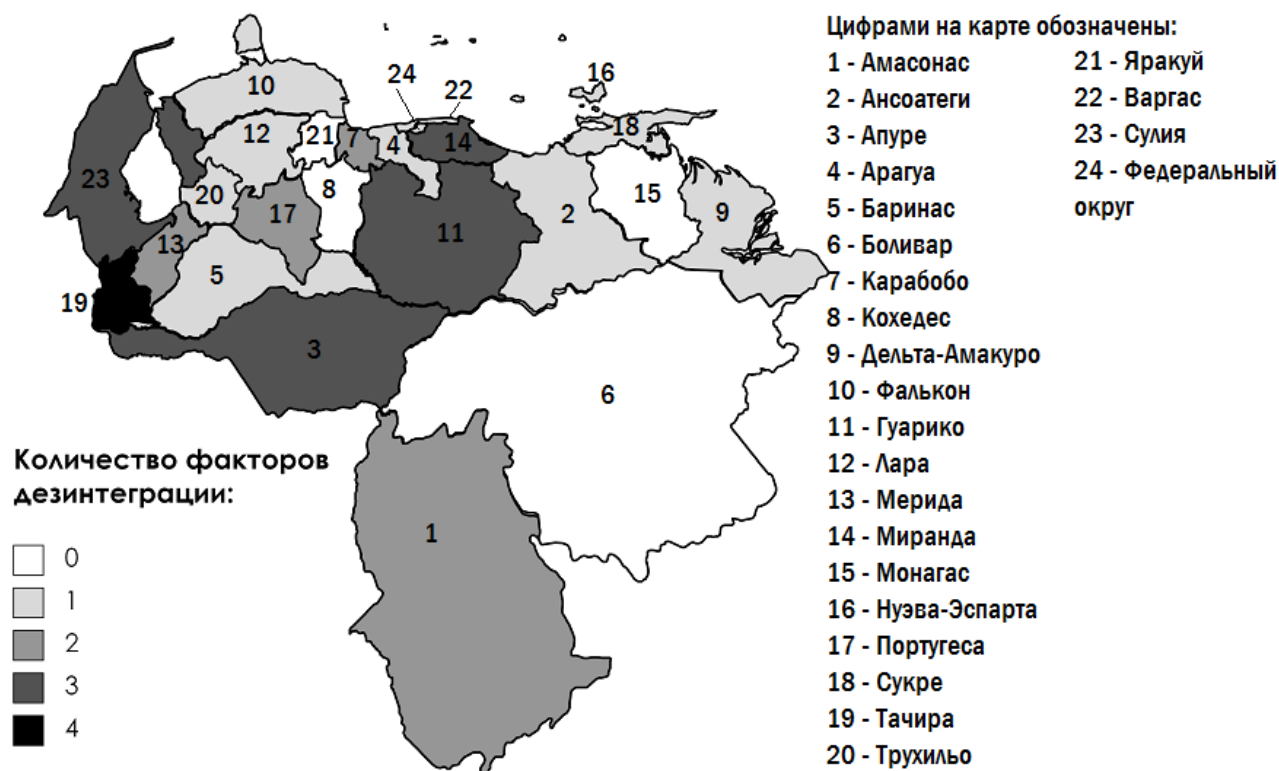 Цифрами на карте обозначены:
1 - Амасонас
2 - Ансоатеги
3 - Апуре
4 - Арагуа
5 - Баринас
6 - Боливар
7 - Карабобо
8 - Кохедес
9 - Дельта-Амакуро
10 - Фалькон
11 - Гуарико
12 - Лара
13 - Мерида
14 - Миранда
15 - Монагас
16 - Нуэва-Эспарта
17 - Португеса
18 - Сукре
19 - Тачира
20 - Трухильо
21 - Яракуй
22 - Варгас
23 - Сулия
24 - Федеральный
округ
10
24
22
16
12
21
7
4
14
18
23
20
8
17
15
2
9
13
11
5
19
3
6
1
Количество факторов
дезинтеграции:
0
1
2
3
4